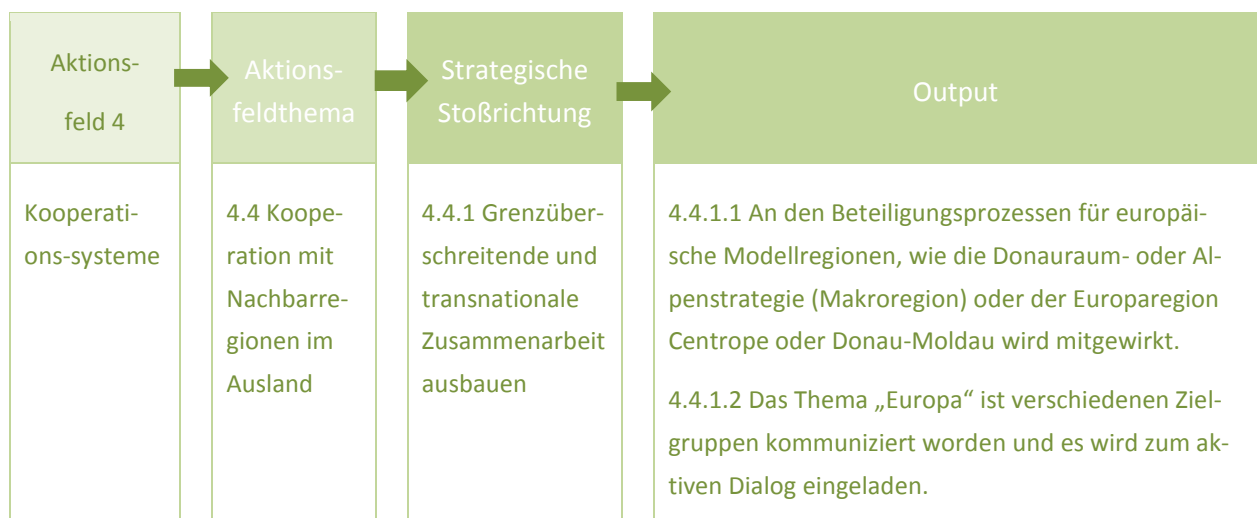 Aktions-
feld 4
Aktions-
feldthema
Strategische
Stoßrichtung
Output
Kooperati-
ons-systeme
4.4 Koope-
ration mit
Nachbarre-
gionen im
Ausland
4.4.1 Grenzüber-
schreitende und
transnationale
Zusammenarbeit
ausbauen
4.4.1.1 An den Beteiligungsprozessen für europäi-
sche Modellregionen, wie die Donauraum- oder Al-
penstrategie (Makroregion) oder der Europaregion
Centrope oder Donau-Moldau wird mitgewirkt.
4.4.1.2 Das Thema „Europa“ ist verschiedenen Ziel-
gruppen kommuniziert worden und es wird zum ak-
tiven Dialog eingeladen.